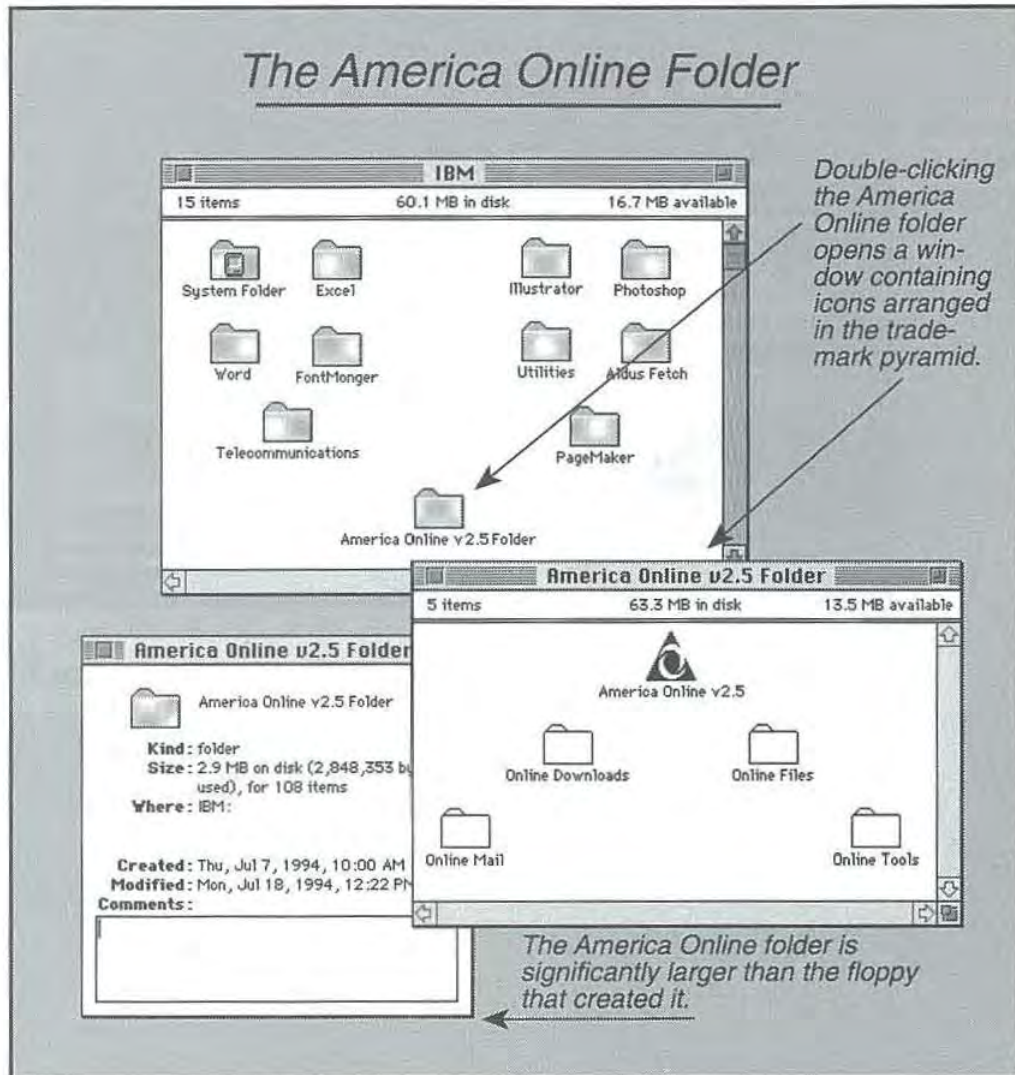 The America Online Folder
IBM
15 items 60.1 MB in disk 16.7 MB available
System Folder Excel Illustrator Photoshop
Word FontMonger Utilities Aldus Fetch
Telecommunications PageMaker
America Online v2.5 Folder
Double-clicking
the America
Online folder
opens a win-
dow containing
icons arranged
in the trade-
mark pyramid.
America Online v2.5 Folder
5 items 63.3 MB in disk 13.5 MB available
America Online v2.5
Online Downloads Online Files
Online Mail Online Tools
America Online v2.5 Folder
America Online v2.5 Folder
Kind: folder
Size: 2.9 MB on disk (2,848,353 by
used), for 108 items
Where: IBM:
Created: Thu, Jul 7, 1994, 10:00 AM
Modified: Mon, Jul 18, 1994, 12:22 PM
Comments:
The America Online folder is
significantly larger than the floppy
that created it.